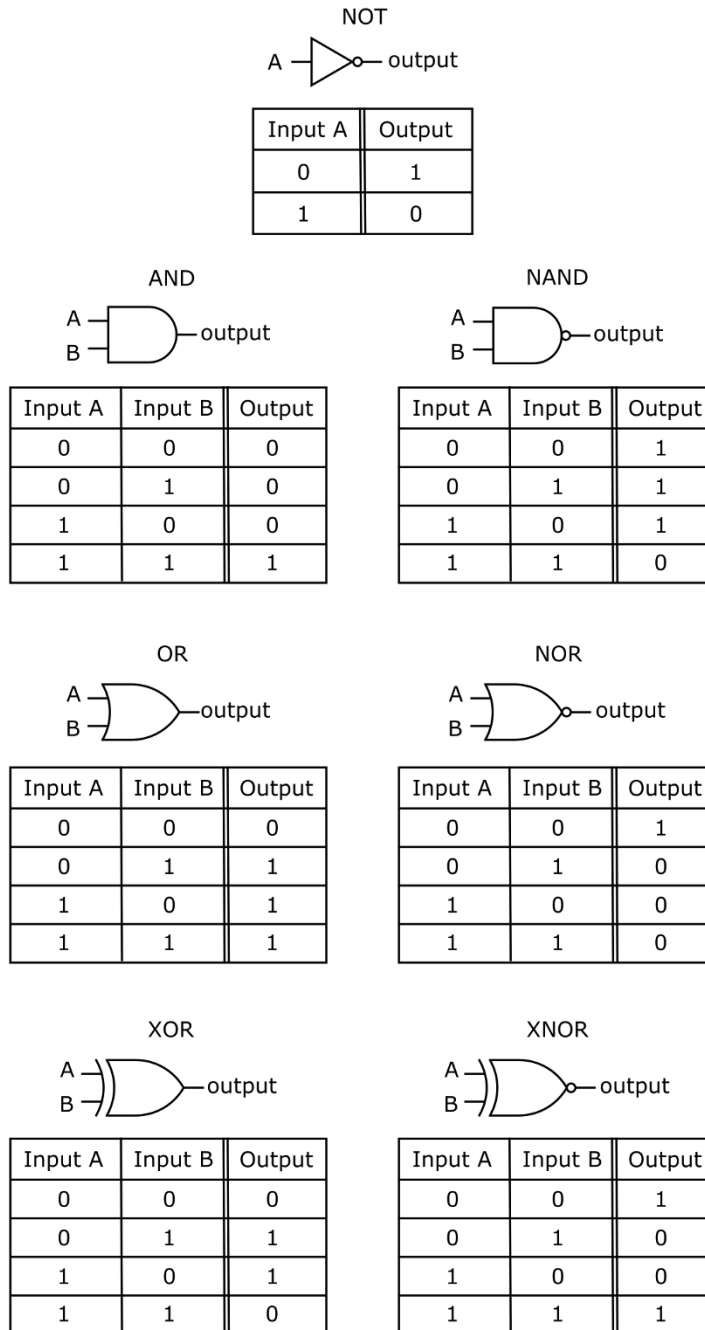 NOT
A output
Input A Output
0 1
1 0
AND
A
B
output
Input A Input B Output
0 0 0
0 1 0
1 0 0
1 1 1
NAND
A
B
output
Input A Input B Output
0 0 1
0 1 1
1 0 1
1 1 0
OR
A
B
output
Input A Input B Output
0 0 0
0 1 1
1 0 1
1 1 1
NOR
A
B
output
Input A Input B Output
0 0 1
0 1 0
1 0 0
1 1 0
XOR
A
B
output
Input A Input B Output
0 0 0
0 1 1
1 0 1
1 1 0
XNOR
A
B
output
Input A Input B Output
0 0 1
0 1 0
1 0 0
1 1 1